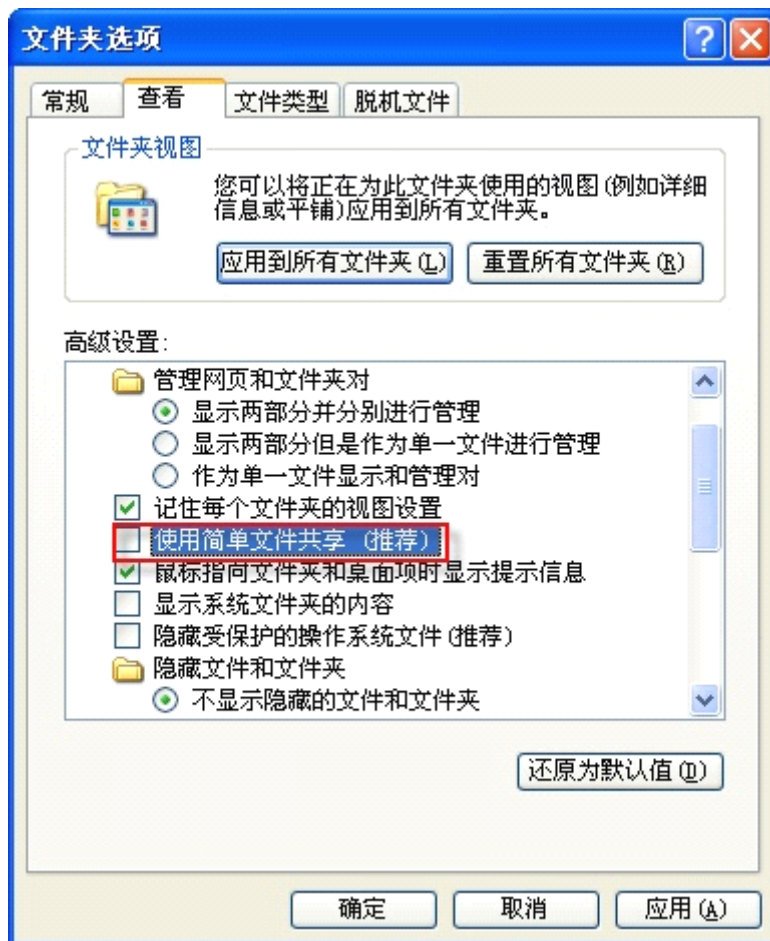 文件夹选项
常规 查看 文件类型 脱机文件
文件夹视图
您可以将正在为此文件夹使用的视图(例如详细
信息或平铺)应用到所有文件夹。
应用到所有文件夹(L) 重置所有文件夹(R)
高级设置:
管理网页和文件夹对
显示两部分并分别进行管理
显示两部分但是作为单一文件进行管理
作为单一文件显示和管理对
记住每个文件夹的视图设置
使用简单文件共享 (推荐)
鼠标指向文件夹和桌面项时显示提示信息
显示系统文件夹的内容
隐藏受保护的操作系统文件(推荐)
隐藏文件和文件夹
不显示隐藏的文件和文件夹
还原为默认值(D)
确定 取消 应用(A)